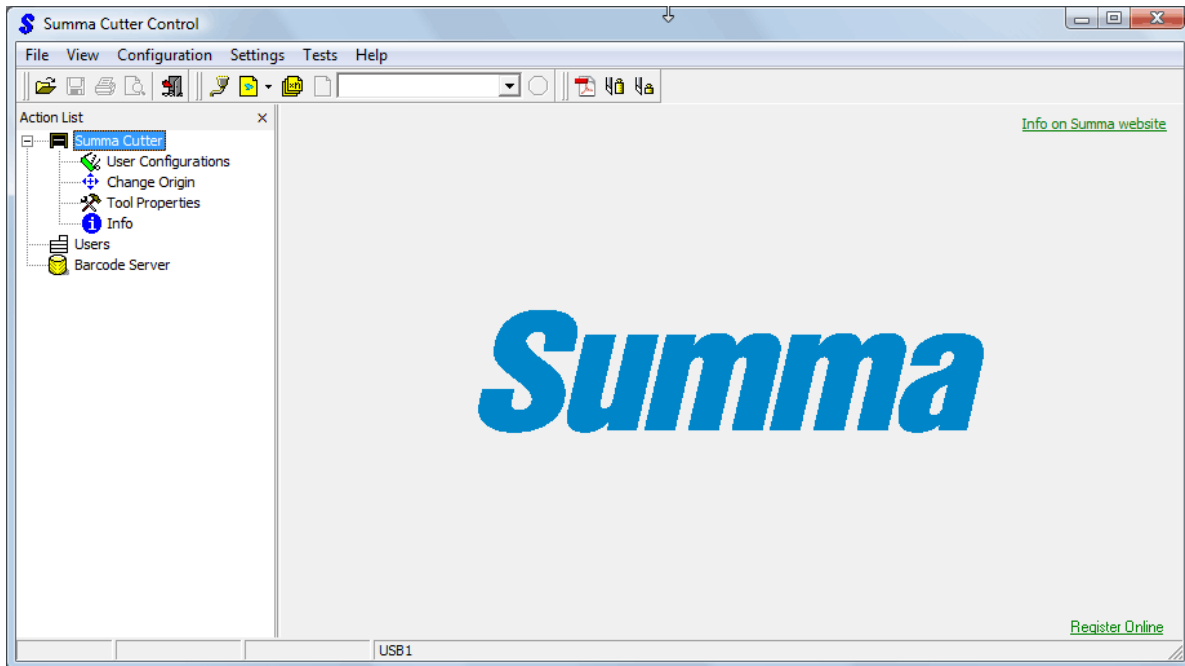 Summa Cutter Control
File View Configuration Settings Tests Help
Action List
Info on Summa website
Summa Cutter
User Configurations
Change Origin
Tool Properties
Info
Users
Barcode Server
Summa
Register Online
USB1